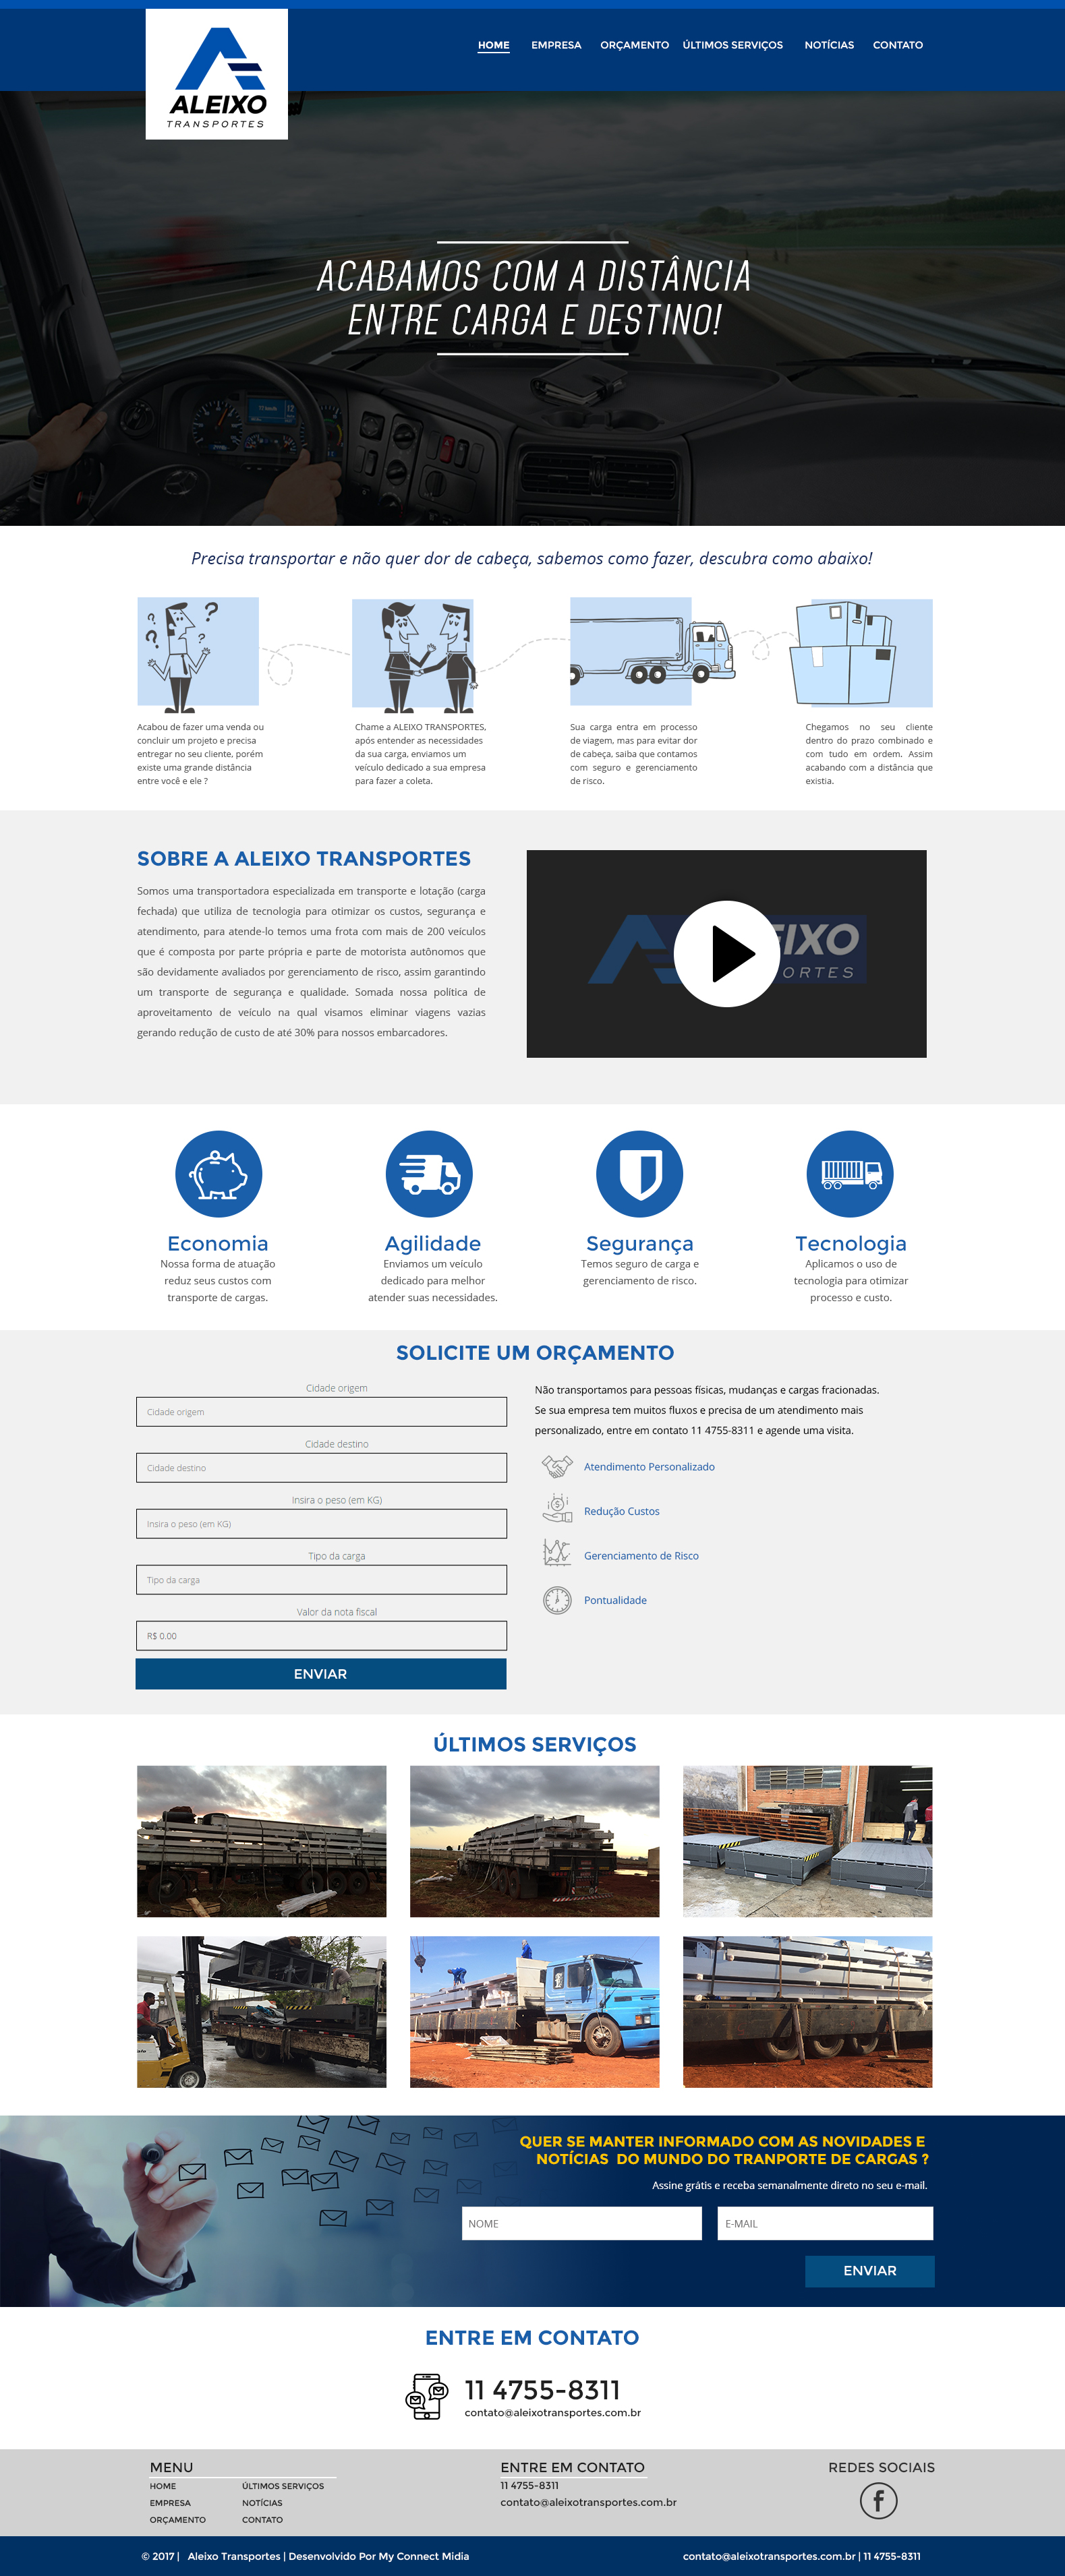 ALEIXO
TRANSPORTES
HOME
EMPRESA
ORÇAMENTO
ÚLTIMOS SERVIÇOS
NOTÍCIAS
CONTATO
ACABAMOS COM A DISTÂNCIA
ENTRE CARGA E DESTINO!
Precisa transportar e não quer dor de cabeça, sabemos como fazer, descubra como abaixo!
Acabou de fazer uma venda ou
concluir um projeto e precisa
entregar no seu cliente, porém
existe uma grande distância
entre você e ele ?
Chame a ALEIXO TRANSPORTES,
após entender as necessidades
da sua carga, enviamos um
veículo dedicado a sua empresa
para fazer a coleta.
Sua carga entra em processo
de viagem, mas para evitar dor
de cabeça, saiba que contamos
com seguro e gerenciamento
de risco.
Chegamos no seu cliente
dentro do prazo combinado e
com tudo em ordem. Assim
acabando com a distância que
existia.
SOBRE A ALEIXO TRANSPORTES
Somos uma transportadora especializada em transporte e lotação (carga
fechada) que utiliza de tecnologia para otimizar os custos, segurança e
atendimento, para atende-lo temos uma frota com mais de 200 veículos
que é composta por parte própria e parte de motorista autônomos que
são devidamente avaliados por gerenciamento de risco, assim garantindo
um transporte de segurança e qualidade. Somada nossa política de
aproveitamento de veículo na qual visamos eliminar viagens vazias
gerando redução de custo de até 30% para nossos embarcadores.
EIXO
ORTES
Economia
Nossa forma de atuação
reduz seus custos com
transporte de cargas.
Agilidade
Enviamos um veículo
dedicado para melhor
atender suas necessidades.
Segurança
Temos seguro de carga e
gerenciamento de risco.
Tecnologia
Aplicamos o uso de
tecnologia para otimizar
processo e custo.
SOLICITE UM ORÇAMENTO
Cidade origem
Cidade origem
Cidade destino
Cidade destino
Insira o peso (em KG)
Insira o peso (em KG)
Tipo da carga
Tipo da carga
Valor da nota fiscal
R$ 0.00
ENVIAR
Não transportamos para pessoas físicas, mudanças e cargas fracionadas.
Se sua empresa tem muitos fluxos e precisa de um atendimento mais
personalizado, entre em contato 11 4755-8311 e agende uma visita.
Atendimento Personalizado
Redução Custos
Gerenciamento de Risco
Pontualidade
ÚLTIMOS SERVIÇOS
QUER SE MANTER INFORMADO COM AS NOVIDADES E
NOTÍCIAS DO MUNDO DO TRANPORTE DE CARGAS ?
Assine grátis e receba semanalmente direto no seu e-mail.
NOME
E-MAIL
ENVIAR
ENTRE EM CONTATO
11 4755-8311
contato@aleixotransportes.com.br
MENU
HOME
EMPRESA
ORÇAMENTO
ÚLTIMOS SERVIÇOS
NOTÍCIAS
CONTATO
ENTRE EM CONTATO
11 4755-8311
contato@aleixotransportes.com.br
REDES SOCIAIS
© 2017 | Aleixo Transportes | Desenvolvido Por My Connect Midia
contato@aleixotransportes.com.br | 11 4755-8311